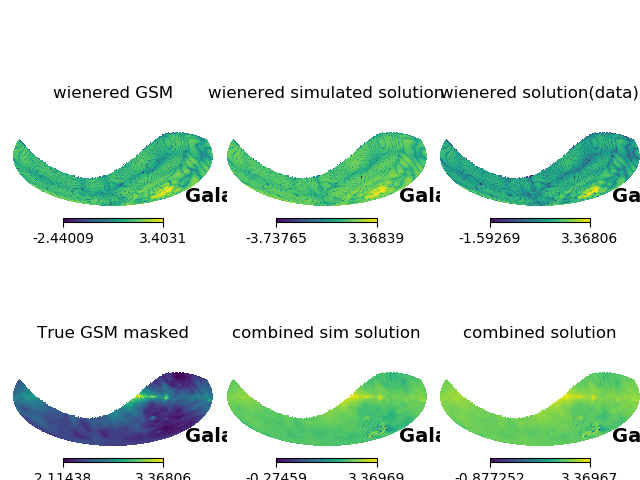 wienered GSM
wienered simulated solution
wienered solution(data)
Gala
Gala
Ga
-2.44009 3.4031
-3.73765 3.36839
-1.59269 3.36806
True GSM masked
combined sim solution
combined solution
Gala
Gala
Ga
2.11438 3.36806
-0.27459 3.36969
-0.877252 3.36967